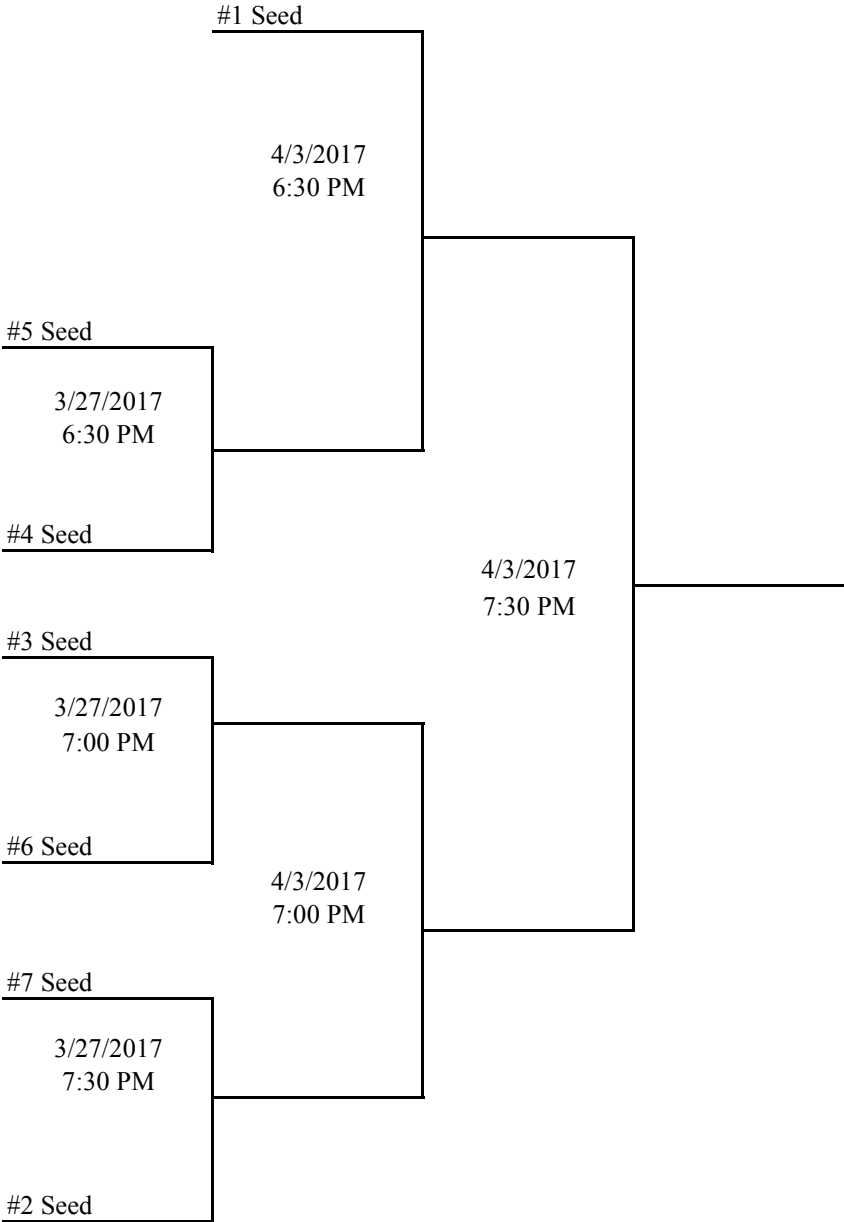 #1 Seed
4/3/2017
6:30 PM
#5 Seed
3/27/2017
6:30 PM
#4 Seed
4/3/2017
7:30 PM
#3 Seed
3/27/2017
7:00 PM
#6 Seed
4/3/2017
7:00 PM
#7 Seed
3/27/2017
7:30 PM
#2 Seed